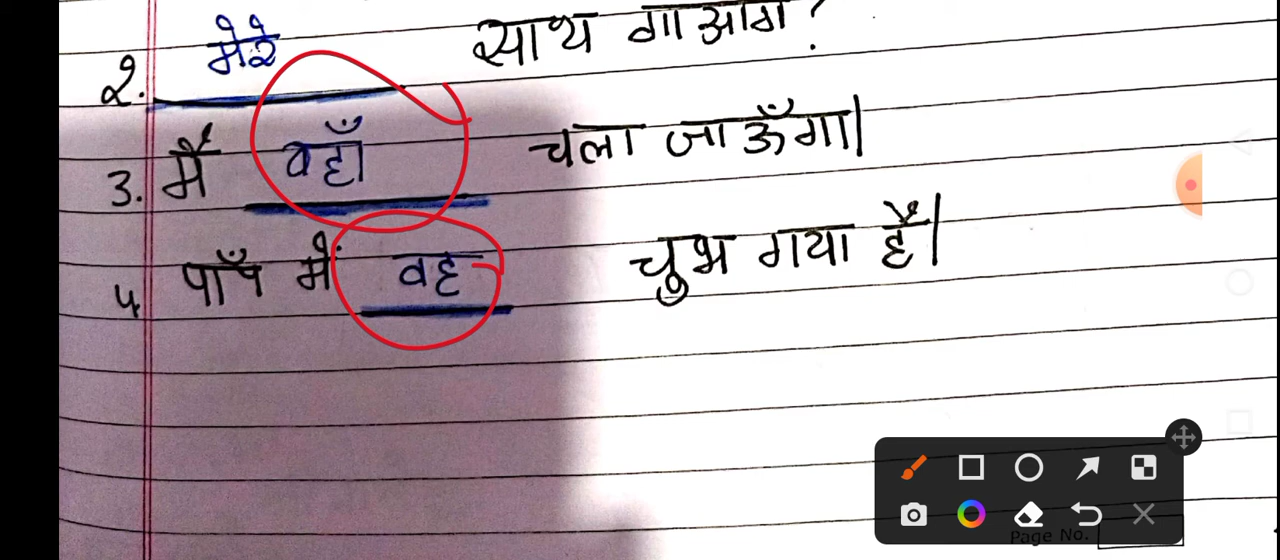 2. मेरे साथ गाओगे ?
3. मैं वहाँ चला जाऊँगा|
4 पाँव में वह चुभ गया है|
Page No.